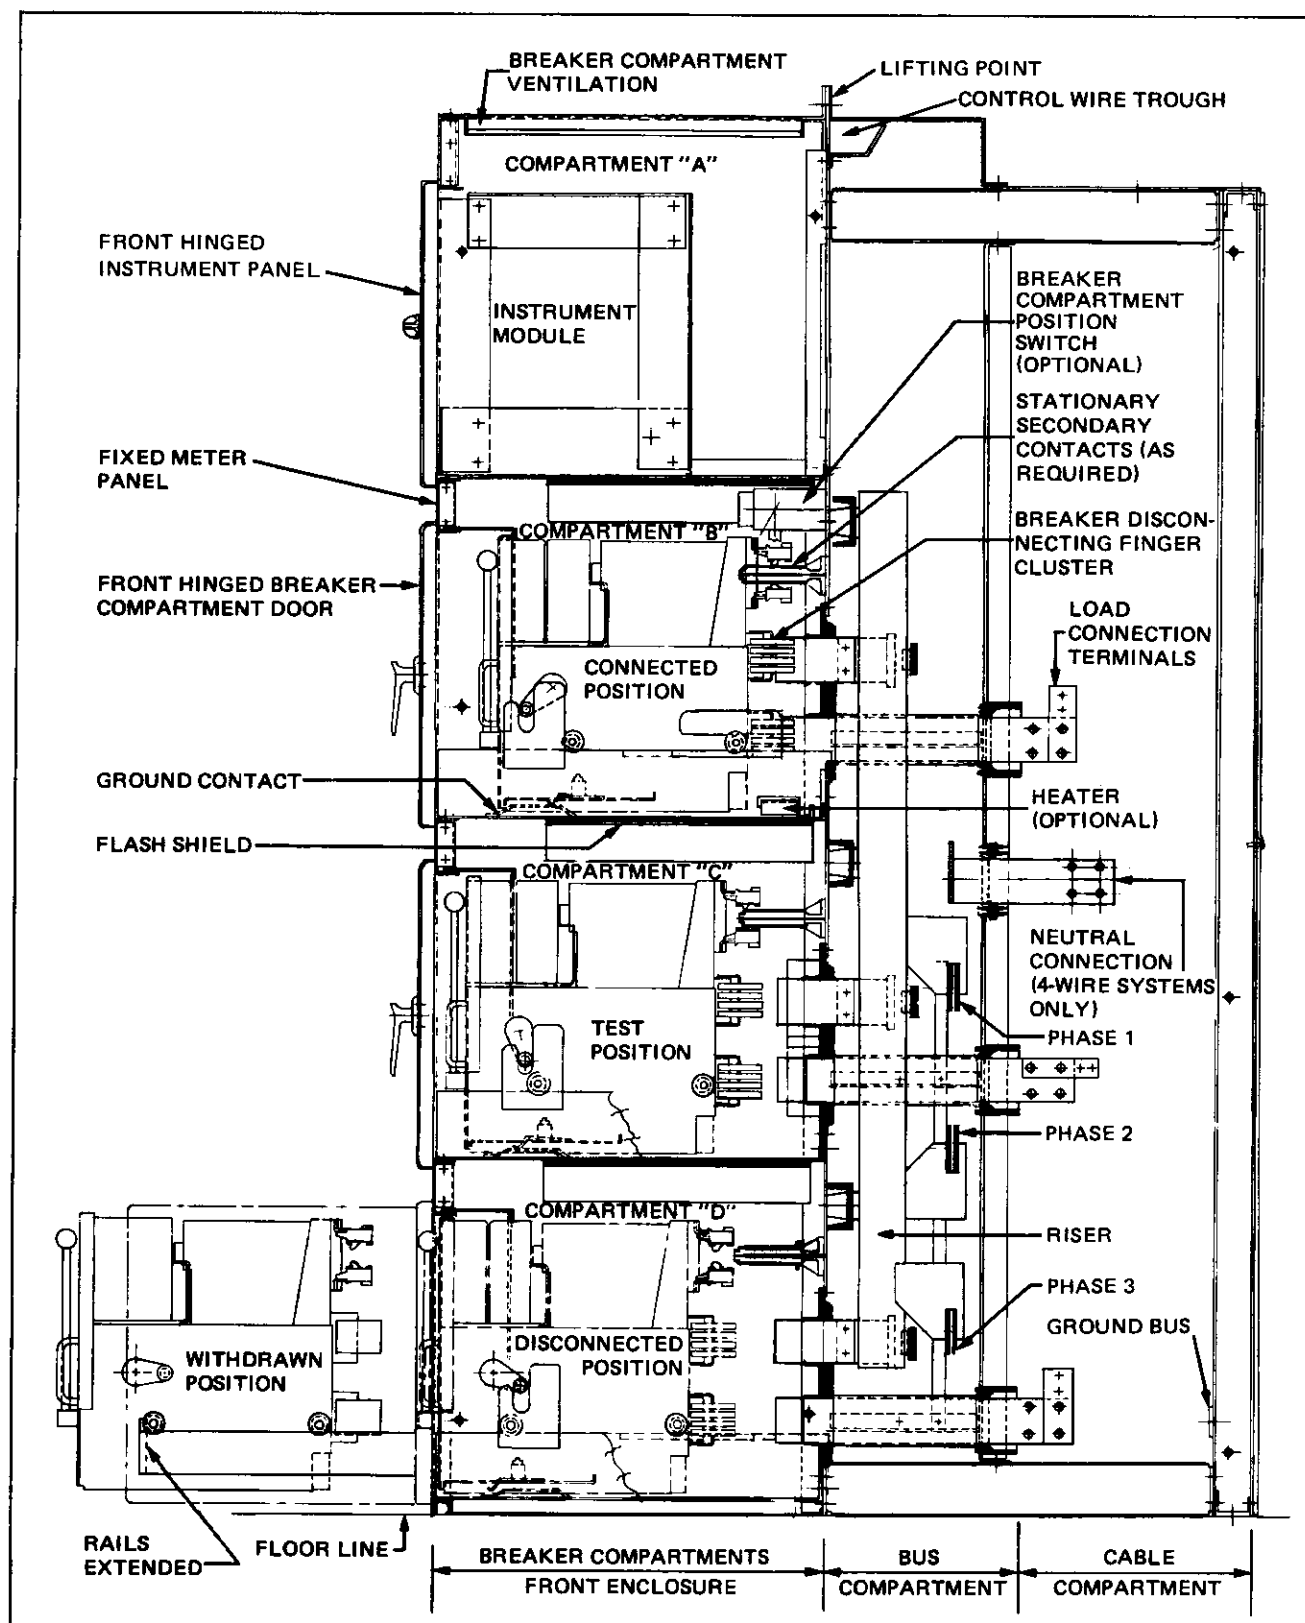 BREAKER COMPARTMENT
VENTILATION
LIFTING POINT
CONTROL WIRE TROUGH
COMPARTMENT "A"
FRONT HINGED
INSTRUMENT PANEL
INSTRUMENT
MODULE
BREAKER
COMPARTMENT
POSITION
SWITCH
(OPTIONAL)
STATIONARY
SECONDARY
CONTACTS (AS
REQUIRED)
FIXED METER
PANEL
COMPARTMENT "B"
BREAKER DISCON-
NECTING FINGER
CLUSTER
FRONT HINGED BREAKER
COMPARTMENT DOOR
LOAD
CONNECTION
TERMINALS
CONNECTED
POSITION
GROUND CONTACT
HEATER
(OPTIONAL)
FLASH SHIELD
COMPARTMENT "C"
NEUTRAL
CONNECTION
(4-WIRE SYSTEMS
ONLY)
TEST
POSITION
T
PHASE 1
PHASE 2
COMPARTMENT "D"
RISER
PHASE 3
GROUND BUS
WITHDRAWN
POSITION
DISCONNECTED
POSITION
RAILS
EXTENDED
FLOOR LINE
BREAKER COMPARTMENTS
FRONT ENCLOSURE
BUS
COMPARTMENT
CABLE
COMPARTMENT